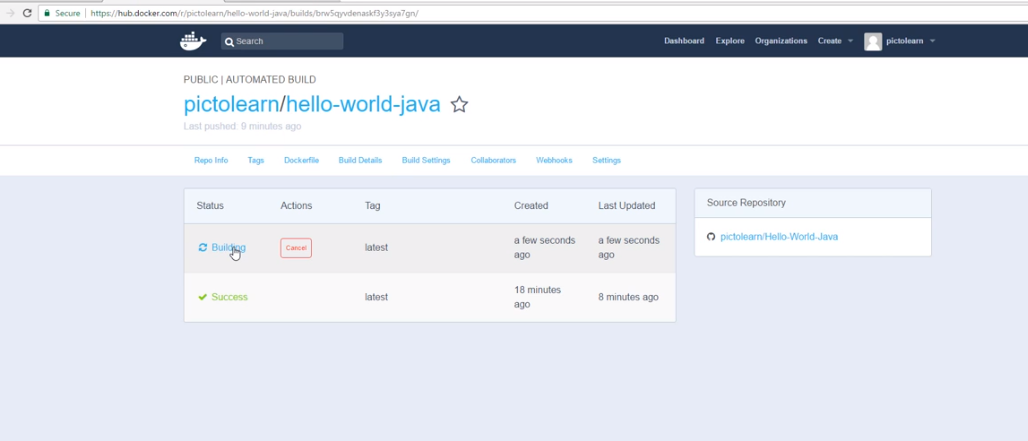 Secure https://hub.docker.com/r/pictolearn/hello-world-java/builds/brw5qyvdenaskf3y3sya7gn/
Search Dashboard Explore Organizations Create pictolearn
PUBLIC | AUTOMATED BUILD
pictolearn/hello-world-java
Last pushed: 9 minutes ago
Repo Info Tags Dockerfile Build Details Build Settings Collaborators Webhooks Settings
Status Actions Tag Created Last Updated
Building Cancel latest a few seconds ago a few seconds ago
Success latest 18 minutes ago 8 minutes ago
Source Repository
pictolearn/Hello-World-Java